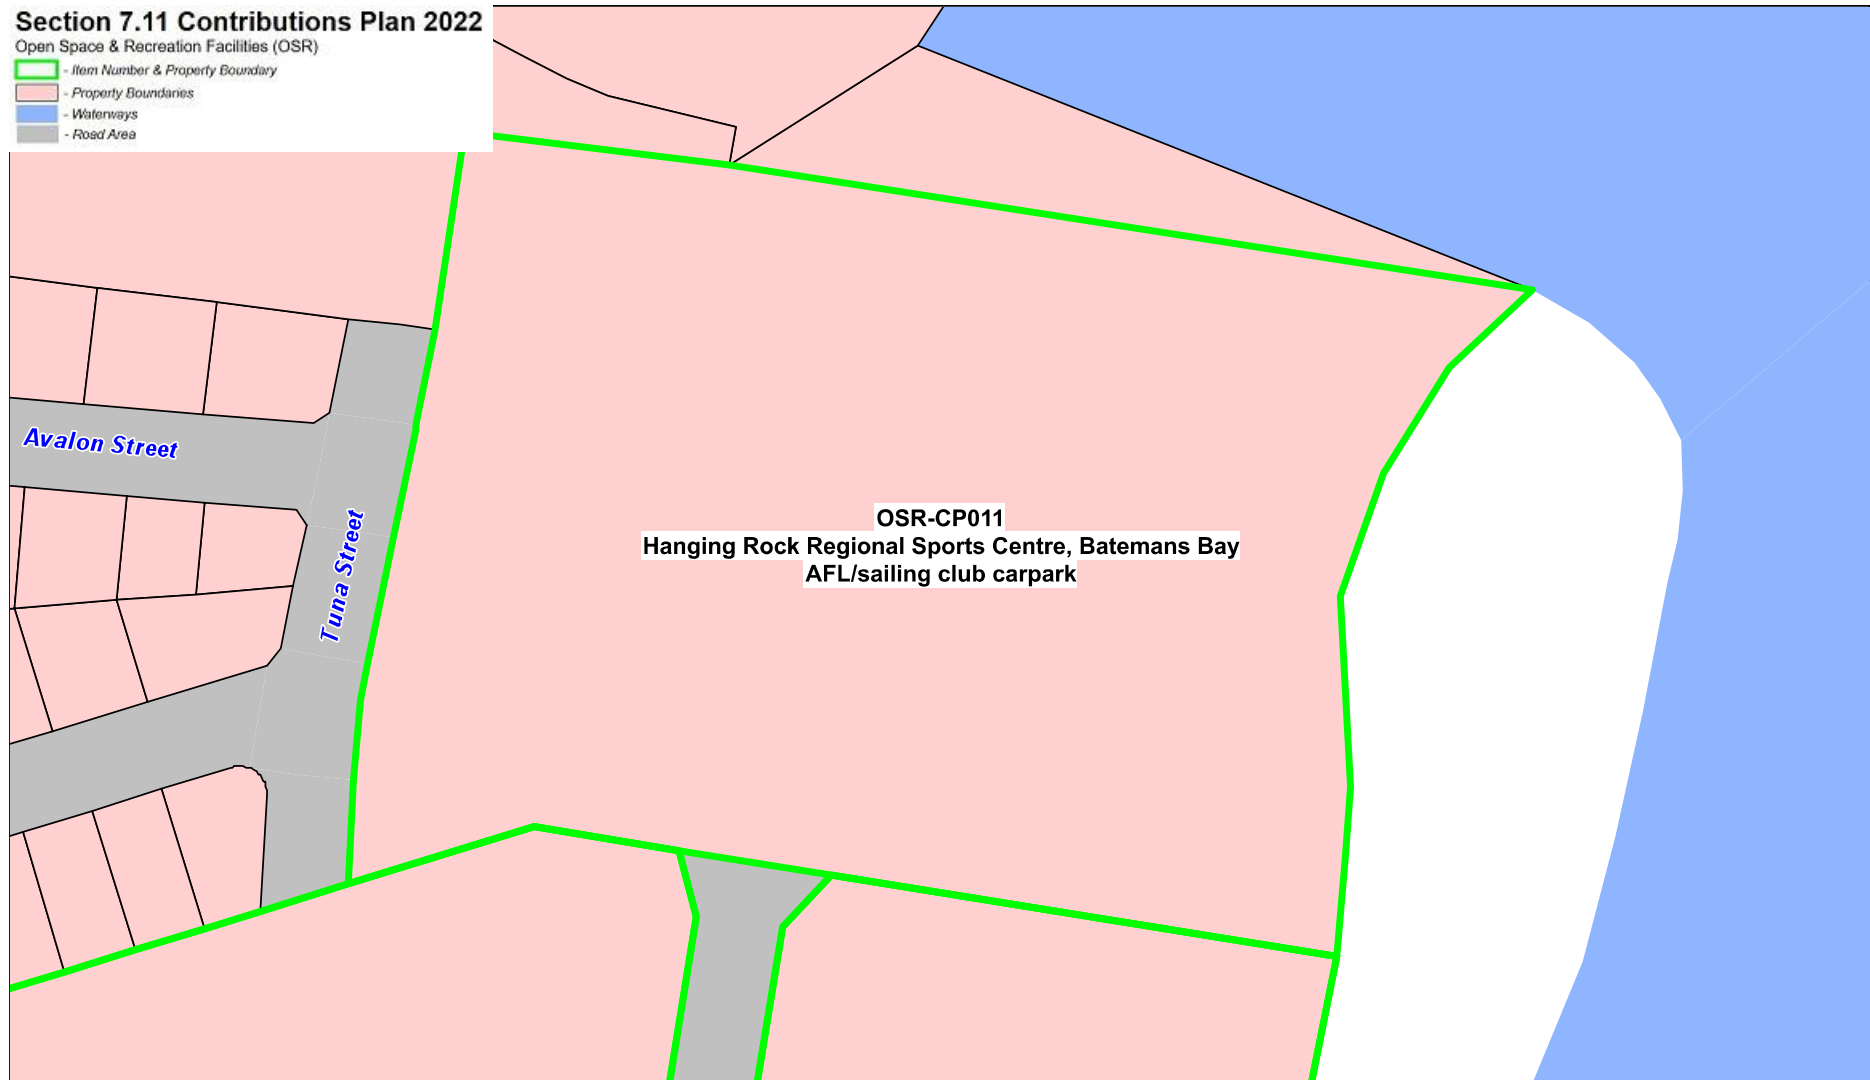 Section 7.11 Contributions Plan 2022
Open Space & Recreation Facilities (OSR)
- Item Number & Property Boundary
- Property Boundaries
- Waterways
- Road Area
Avalon Street
Tuna Street
OSR-CP011
Hanging Rock Regional Sports Centre, Batemans Bay
AFL/sailing club carpark